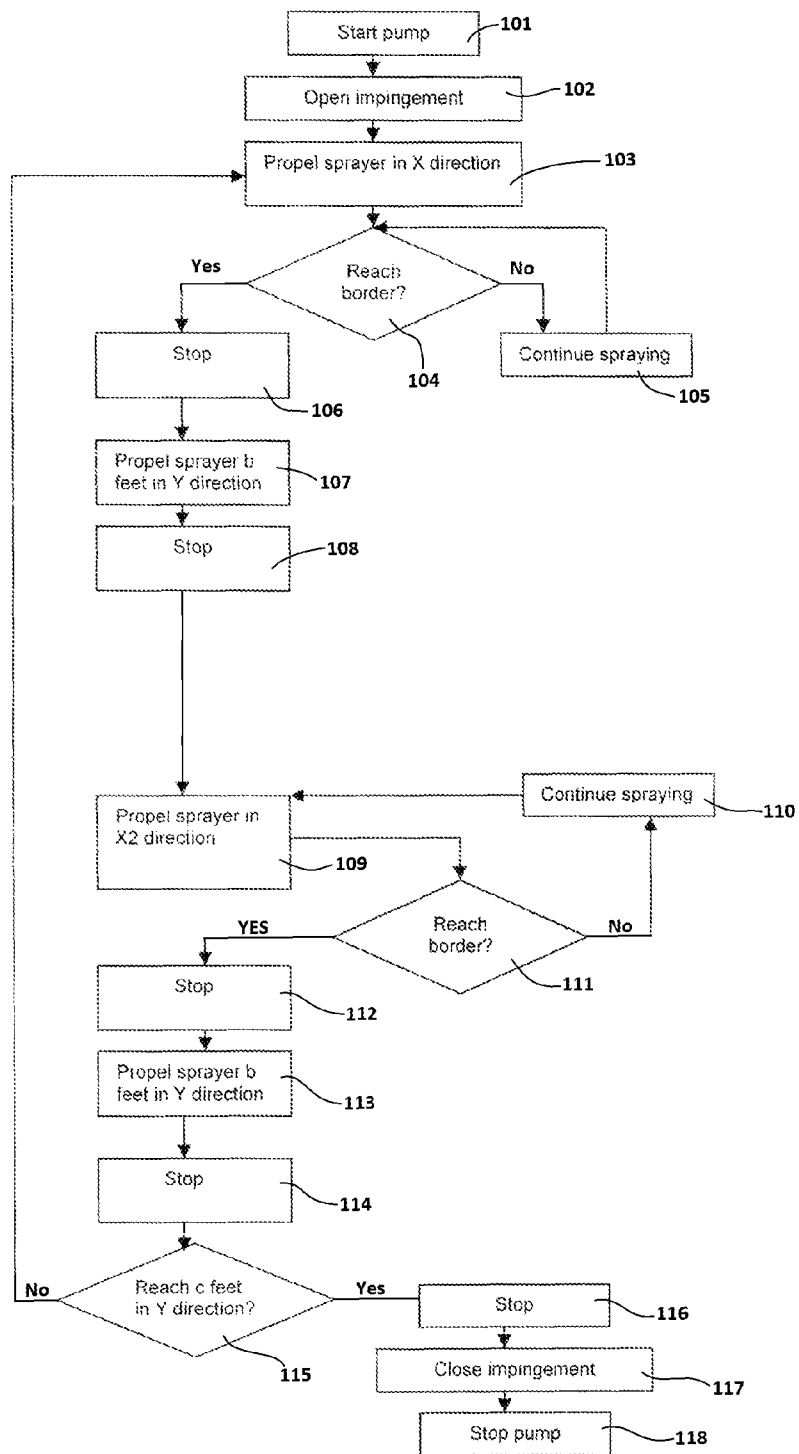 Start pump
101
Open impingement
102
Propel sprayer in X direction
103
Yes
Reach
border?
No
104
Stop
106
Continue spraying
105
Propel sprayer b
feet in Y direction
107
Stop
108
Propel sprayer in
X2 direction
109
Continue spraying
110
YES
Reach
border?
No
111
Stop
112
Propel sprayer b
feet in Y direction
113
Stop
114
No
Reach c feet
in Y direction?
Yes
115
Stop
116
Close impingement
117
Stop pump
118